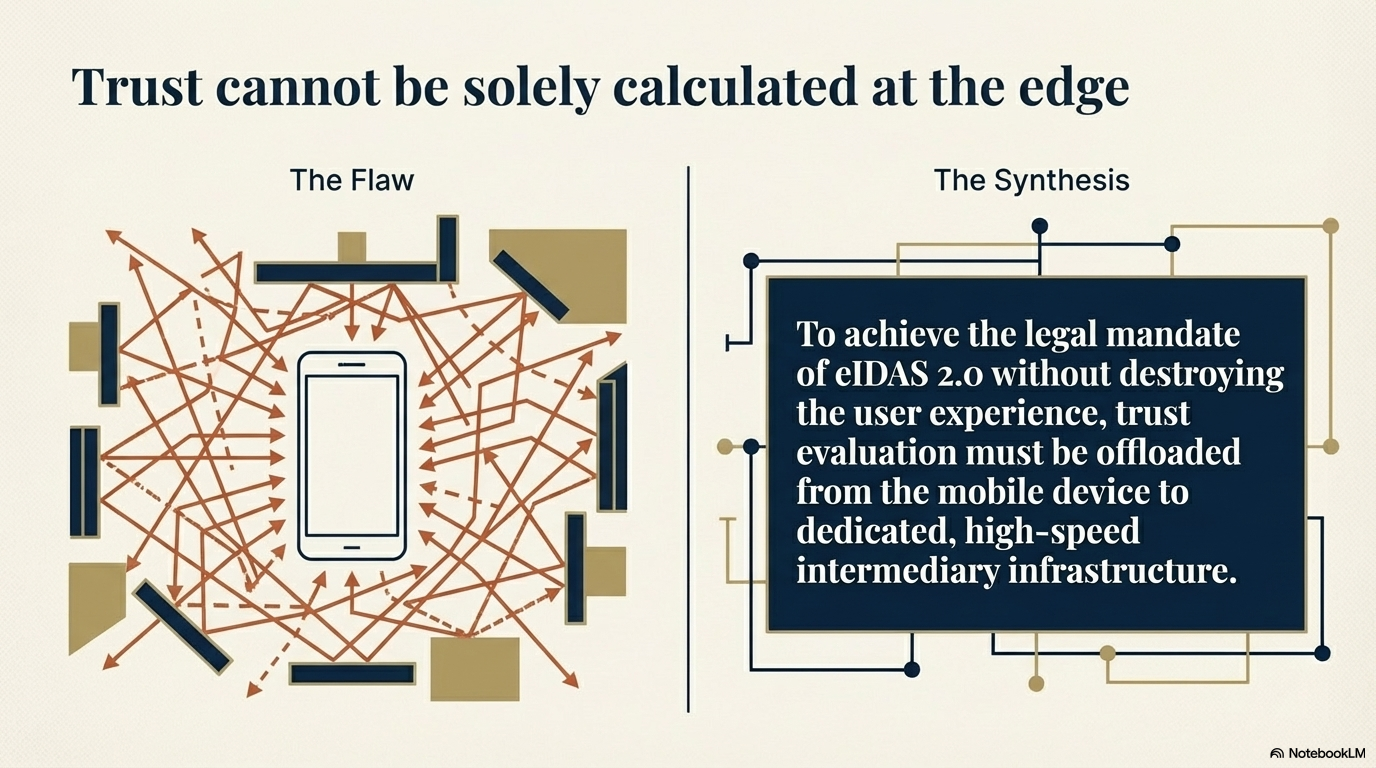 Trust cannot be solely calculated at the edge
The Flaw
The Synthesis
To achieve the legal mandate
of eIDAS 2.0 without destroying
the user experience, trust
evaluation must be offloaded
from the mobile device to
dedicated, high-speed
intermediary infrastructure.
NotebookLM